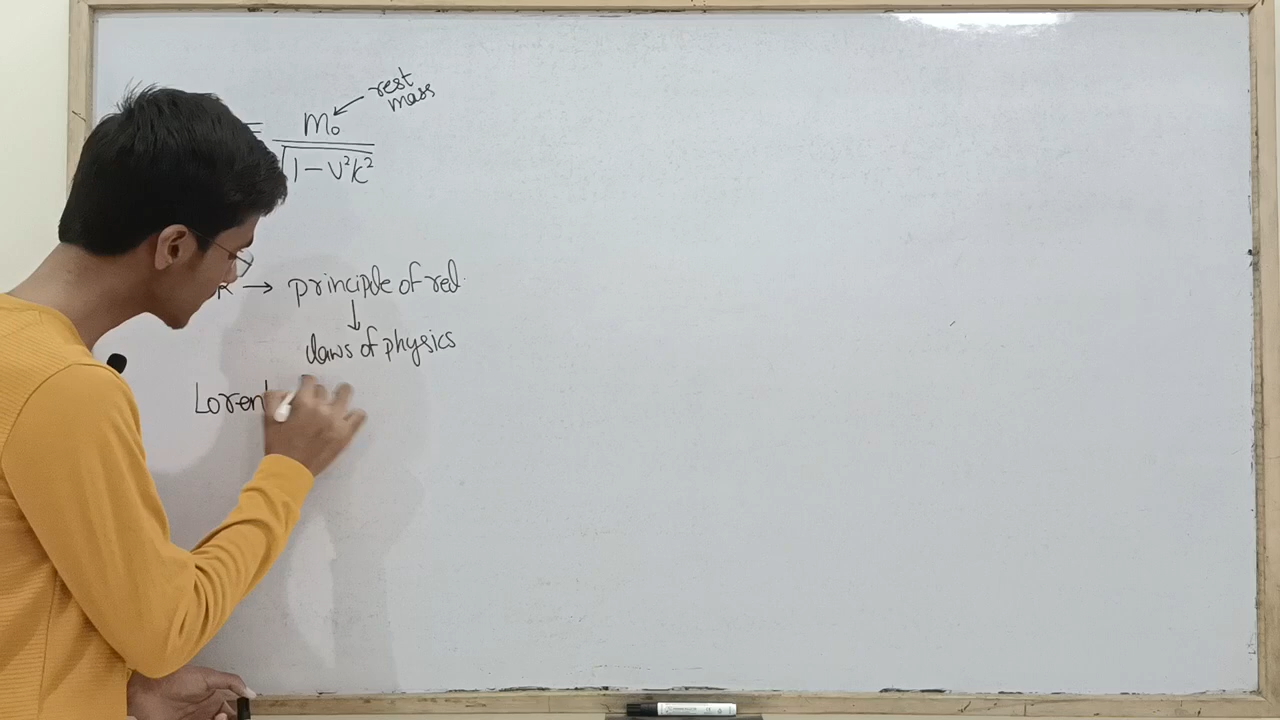 rest
mass
= m₀
√1 - v²/c²
→ principle of rel.
↓
laws of physics
Loren